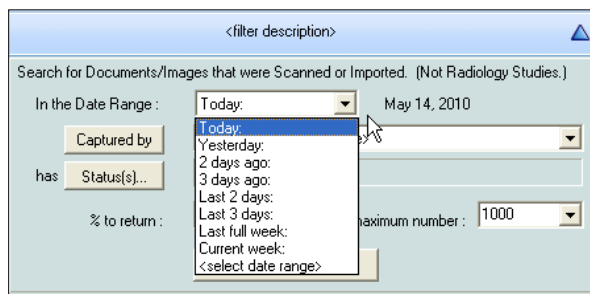 <filter description>
Search for Documents/Images that were Scanned or Imported. (Not Radiology Studies.)
In the Date Range : Today: May 14, 2010
Today:
Captured by
Yesterday:
2 days ago:
has Status(s)...
3 days ago:
Last 2 days:
% to return : Last 3 days: number : 1000
Last full week:
Current week:
<select date range>